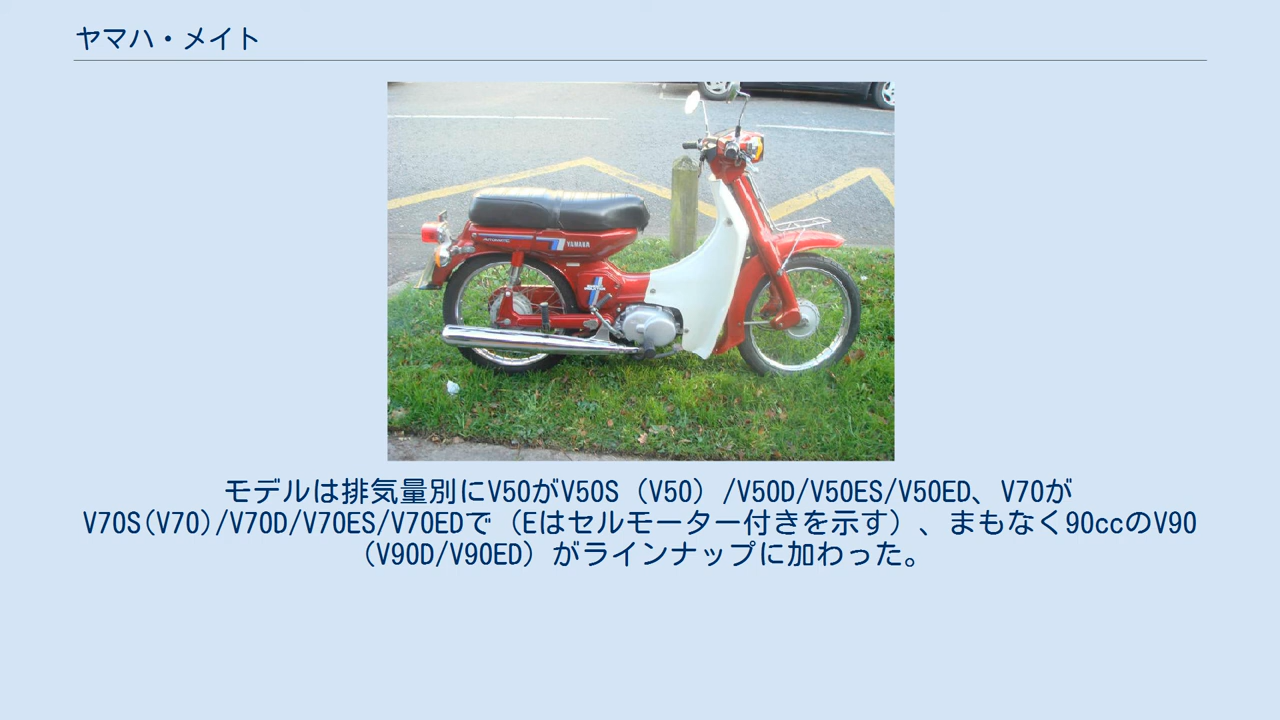 ヤマハ・メイト
YAMAHA
モデルは排気量別にV50がV50S（V50）/V50D/V50ES/V50ED、V70が
V70S(V70)/V70D/V70ES/V70EDで（Eはセルモーター付きを示す）、まもなく90ccのV90
（V90D/V90ED）がラインナップに加わった。